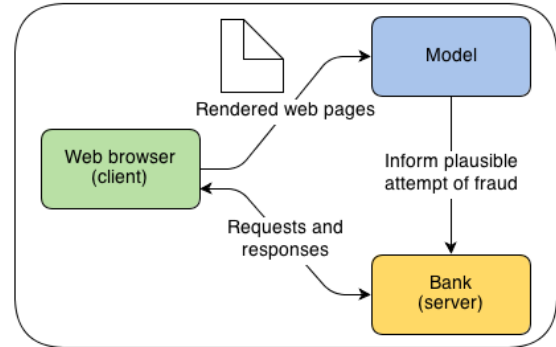 Model
Rendered web pages
Web browser
(client)
Inform plausible
attempt of fraud
Requests and
responses
Bank
(server)